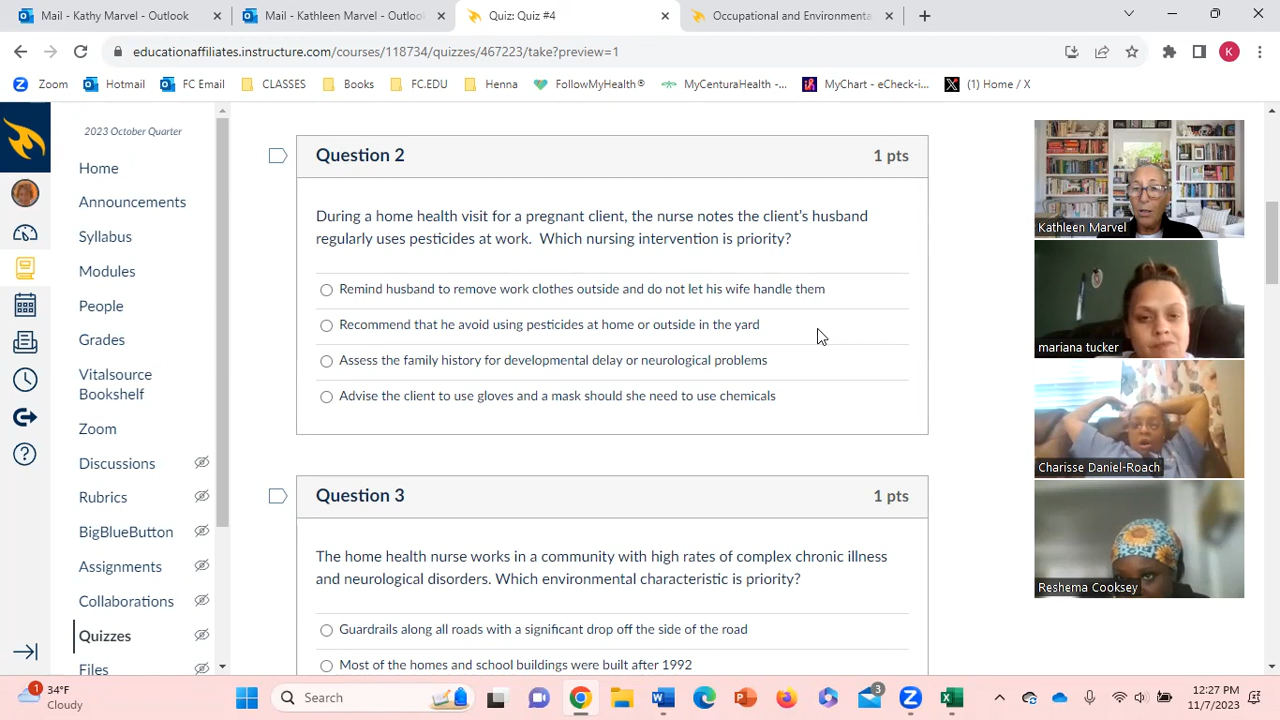 Mail - Kathy Marvel - Outlook
Mail - Kathleen Marvel - Outloo
Quiz: Quiz #4
Occupational and Environmenta
educationaffiliates.instructure.com/courses/118734/quizzes/467223/take?preview=1
K
Zoom
Hotmail
FC Email
CLASSES
Books
FC.EDU
Henna
FollowMyHealth®
MyCenturaHealth -...
MyChart - eCheck-i...
(1) Home / X
2023 October Quarter
Home
Announcements
Syllabus
Modules
People
Grades
Vitalsource
Bookshelf
Zoom
Discussions
Rubrics
BigBlueButton
Assignments
Collaborations
Quizzes
Files
Question 2
1 pts
During a home health visit for a pregnant client, the nurse notes the client's husband
regularly uses pesticides at work. Which nursing intervention is priority?
Remind husband to remove work clothes outside and do not let his wife handle them
Recommend that he avoid using pesticides at home or outside in the yard
Assess the family history for developmental delay or neurological problems
Advise the client to use gloves and a mask should she need to use chemicals
Question 3
1 pts
The home health nurse works in a community with high rates of complex chronic illness
and neurological disorders. Which environmental characteristic is priority?
Guardrails along all roads with a significant drop off the side of the road
Most of the homes and school buildings were built after 1992
Kathleen Marvel
mariana tucker
Charisse Daniel-Roach
Reshema Cooksey
1
34°F
Cloudy
Search
3
12:27 PM
11/7/2023